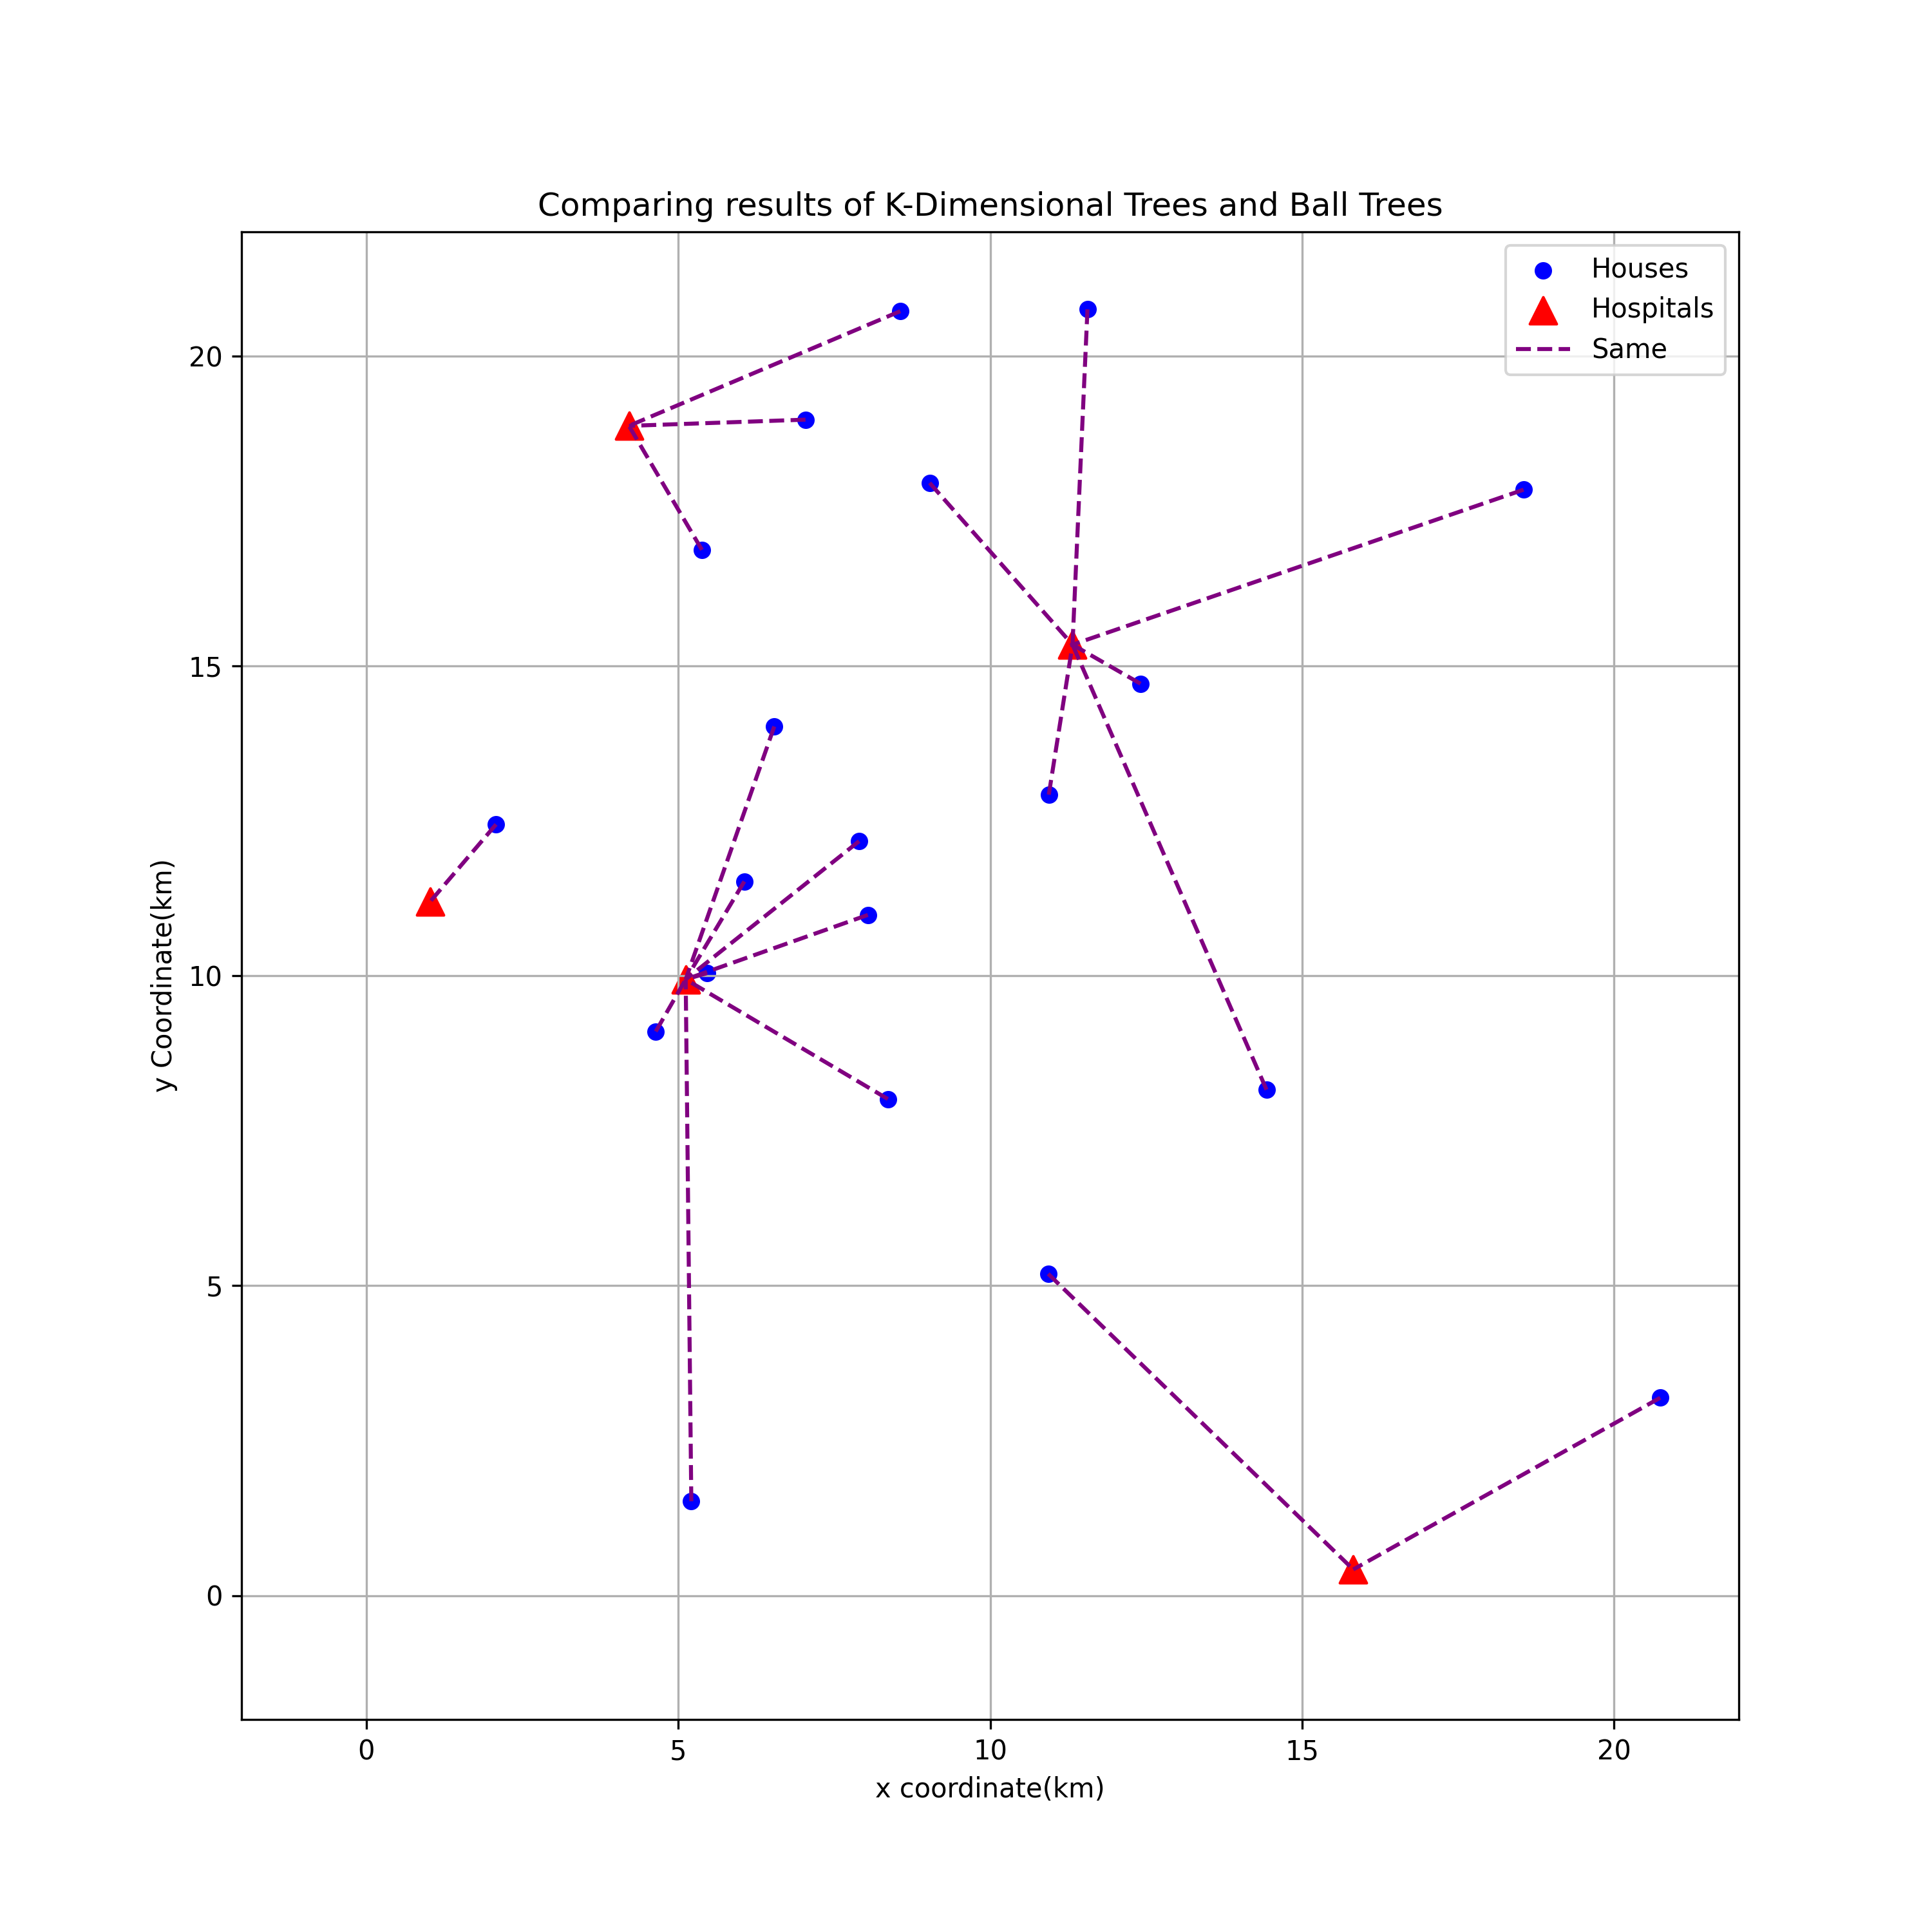 Comparing results of K-Dimensional Trees and Ball Trees
Houses
Hospitals
Same
20
15
10
5
0
y Coordinate(km)
0 5 10 15 20
x coordinate(km)